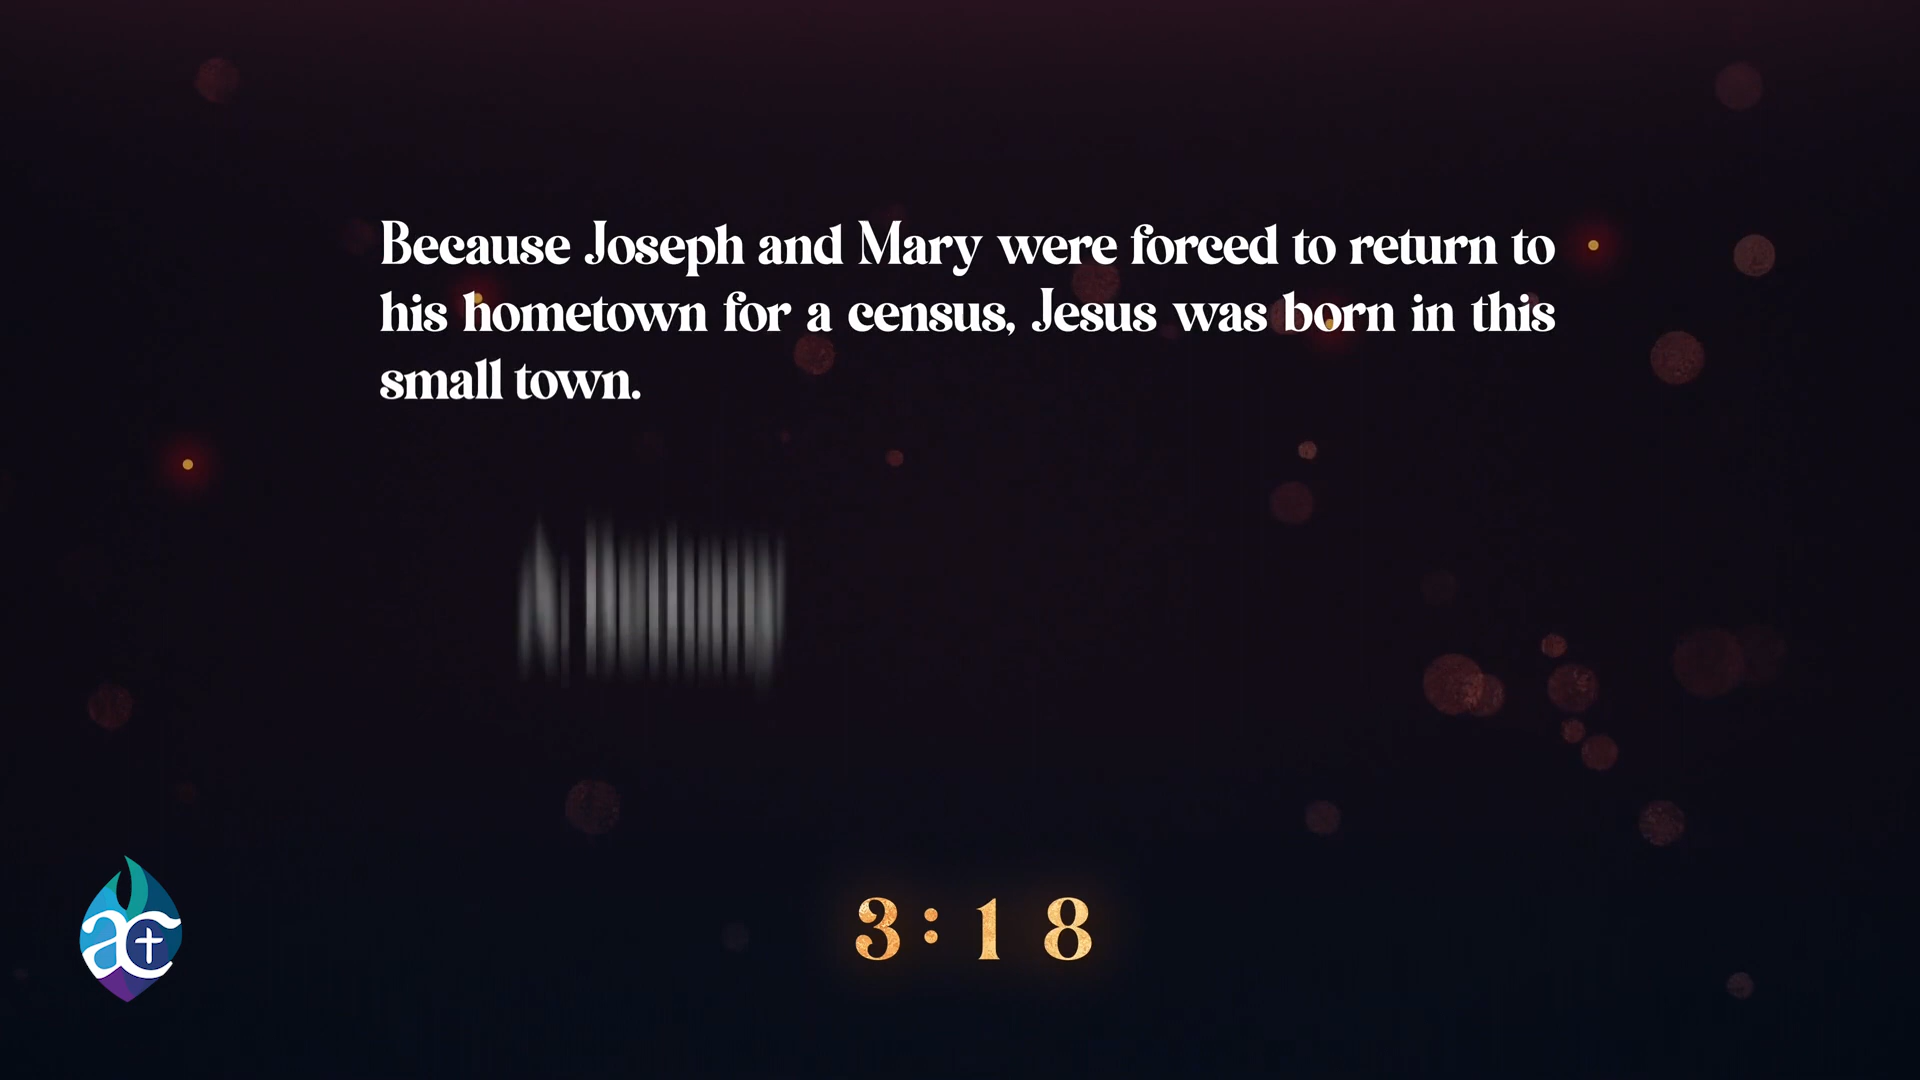 Because Joseph and Mary were forced to return to
his hometown for a census, Jesus was born in this
small town.
3:18
ac